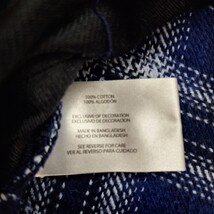 100% COTTON
100% ALGODON
EXCLUSIVE OF DECORATION
EXCLUSIVO DE DECORACION
MADE IN BANGLADESH
HECHO EN BANGLADESH
SEE REVERSE FOR CARE
VER AL REVERSO PARA CUIDADO